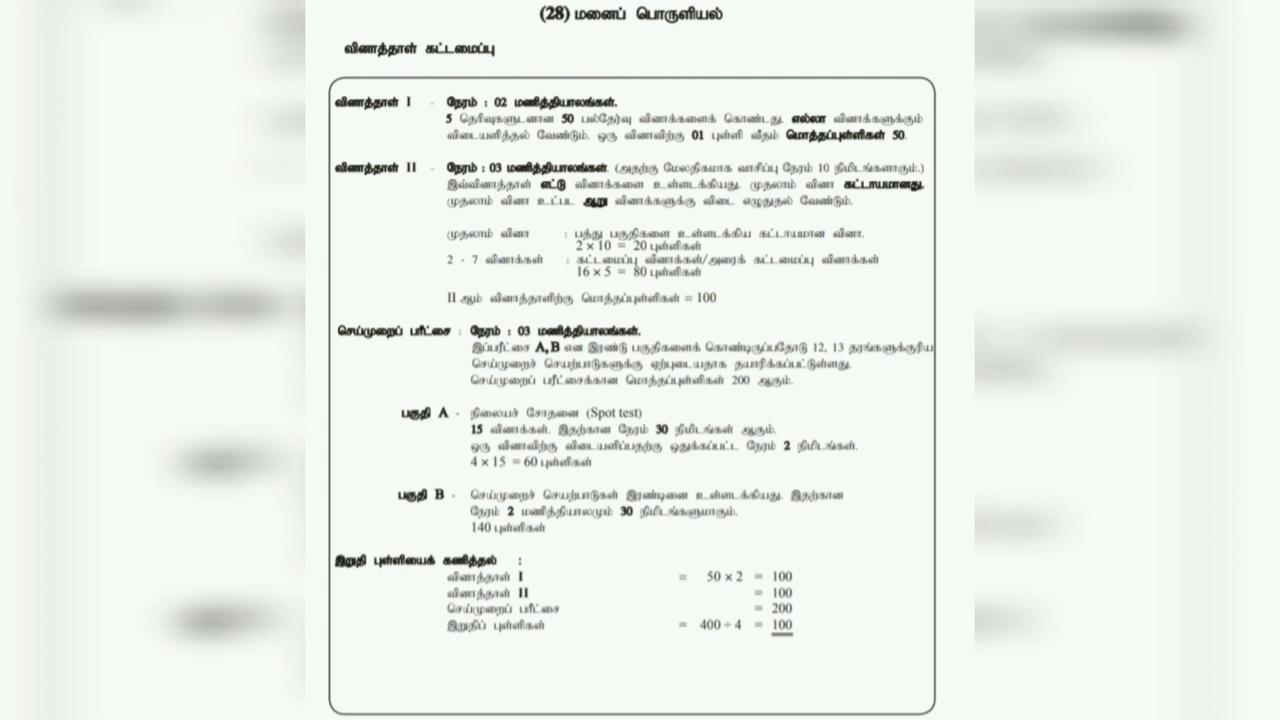 (28) மனைப் பொருளியல்
வினாத்தாள் கட்டமைப்பு
வினாத்தாள் I - நேரம் : 02 மணித்தியாலங்கள்.
5 தெரிவுகளுடனான 50 பல்தேர்வு வினாக்களைக் கொண்டது. எல்லா வினாக்களுக்கும்
விடையளித்தல் வேண்டும். ஒரு வினாவிற்கு 01 புள்ளி வீதம் மொத்தப்புள்ளிகள் 50.
வினாத்தாள் II - நேரம் : 03 மணித்தியாலங்கள். (அதற்கு மேலதிகமாக வாசிப்பு நேரம் 10 நிமிடங்களாகும்.)
இவ்வினாத்தாள் எட்டு வினாக்களை உள்ளடக்கியது. முதலாம் வினா கட்டாயமானது.
முதலாம் வினா உட்பட ஆறு வினாக்களுக்கு விடை எழுதுதல் வேண்டும்.
முதலாம் வினா : பத்து பகுதிகளை உள்ளடக்கிய கட்டாயமான வினா.
2 × 10 = 20 புள்ளிகள்
2 - 7 வினாக்கள் : கட்டமைப்பு வினாக்கள்/அரைக் கட்டமைப்பு வினாக்கள்
16 × 5 = 80 புள்ளிகள்
II ஆம் வினாத்தாளிற்கு மொத்தப்புள்ளிகள் = 100
செய்முறைப் பரீட்சை : நேரம் : 03 மணித்தியாலங்கள்.
இப்பரீட்சை A, B என இரண்டு பகுதிகளைக் கொண்டிருப்பதோடு 12, 13 தரங்களுக்குரிய
செய்முறைச் செயற்பாடுகளுக்கு ஏற்புடையதாக தயாரிக்கப்பட்டுள்ளது.
செய்முறைப் பரீட்சைக்கான மொத்தப்புள்ளிகள் 200 ஆகும்.
பகுதி A - நிலையச் சோதனை (Spot test)
15 வினாக்கள். இதற்கான நேரம் 30 நிமிடங்கள் ஆகும்.
ஒரு வினாவிற்கு விடையளிப்பதற்கு ஒதுக்கப்பட்ட நேரம் 2 நிமிடங்கள்.
4 × 15 = 60 புள்ளிகள்
பகுதி B - செய்முறைச் செயற்பாடுகள் இரண்டினை உள்ளடக்கியது. இதற்கான
நேரம் 2 மணித்தியாலமும் 30 நிமிடங்களுமாகும்.
140 புள்ளிகள்
இறுதி புள்ளியைக் கணித்தல் :
வினாத்தாள் I = 50 × 2 = 100
வினாத்தாள் II = 100
செய்முறைப் பரீட்சை = 200
இறுதிப் புள்ளிகள் = 400 ÷ 4 = 100